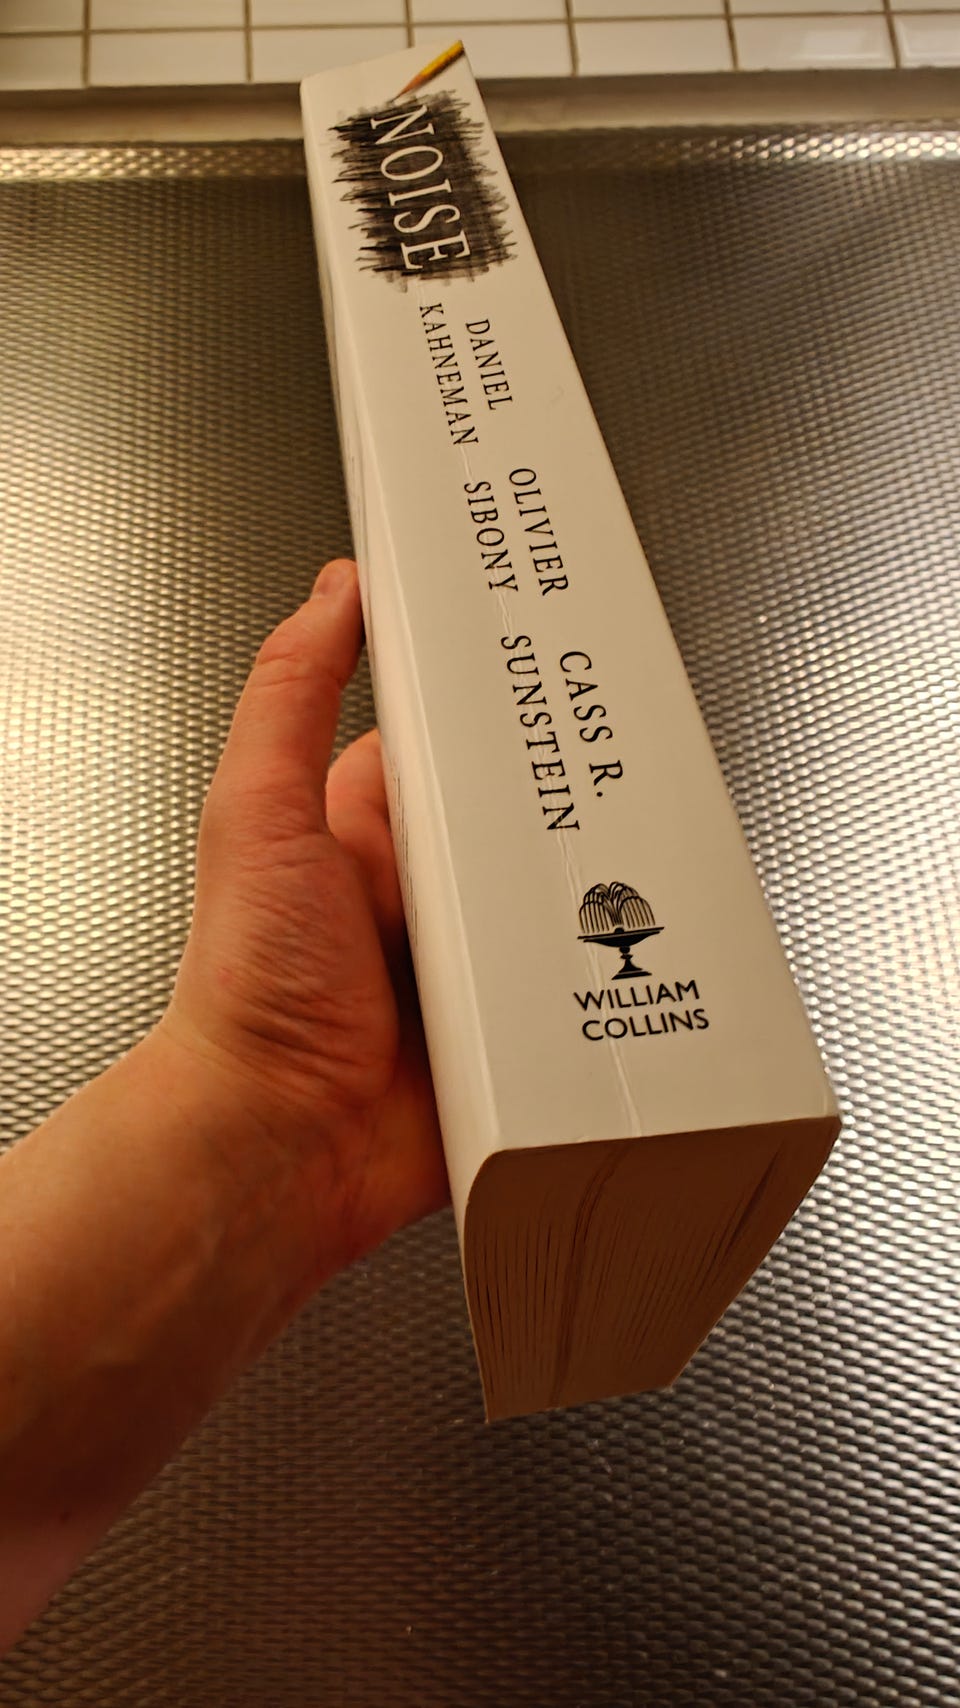 NOISE
DANIEL
KAHNEMAN
OLIVIER
SIBONY
CASS R.
SUNSTEIN
WILLIAM
COLLINS